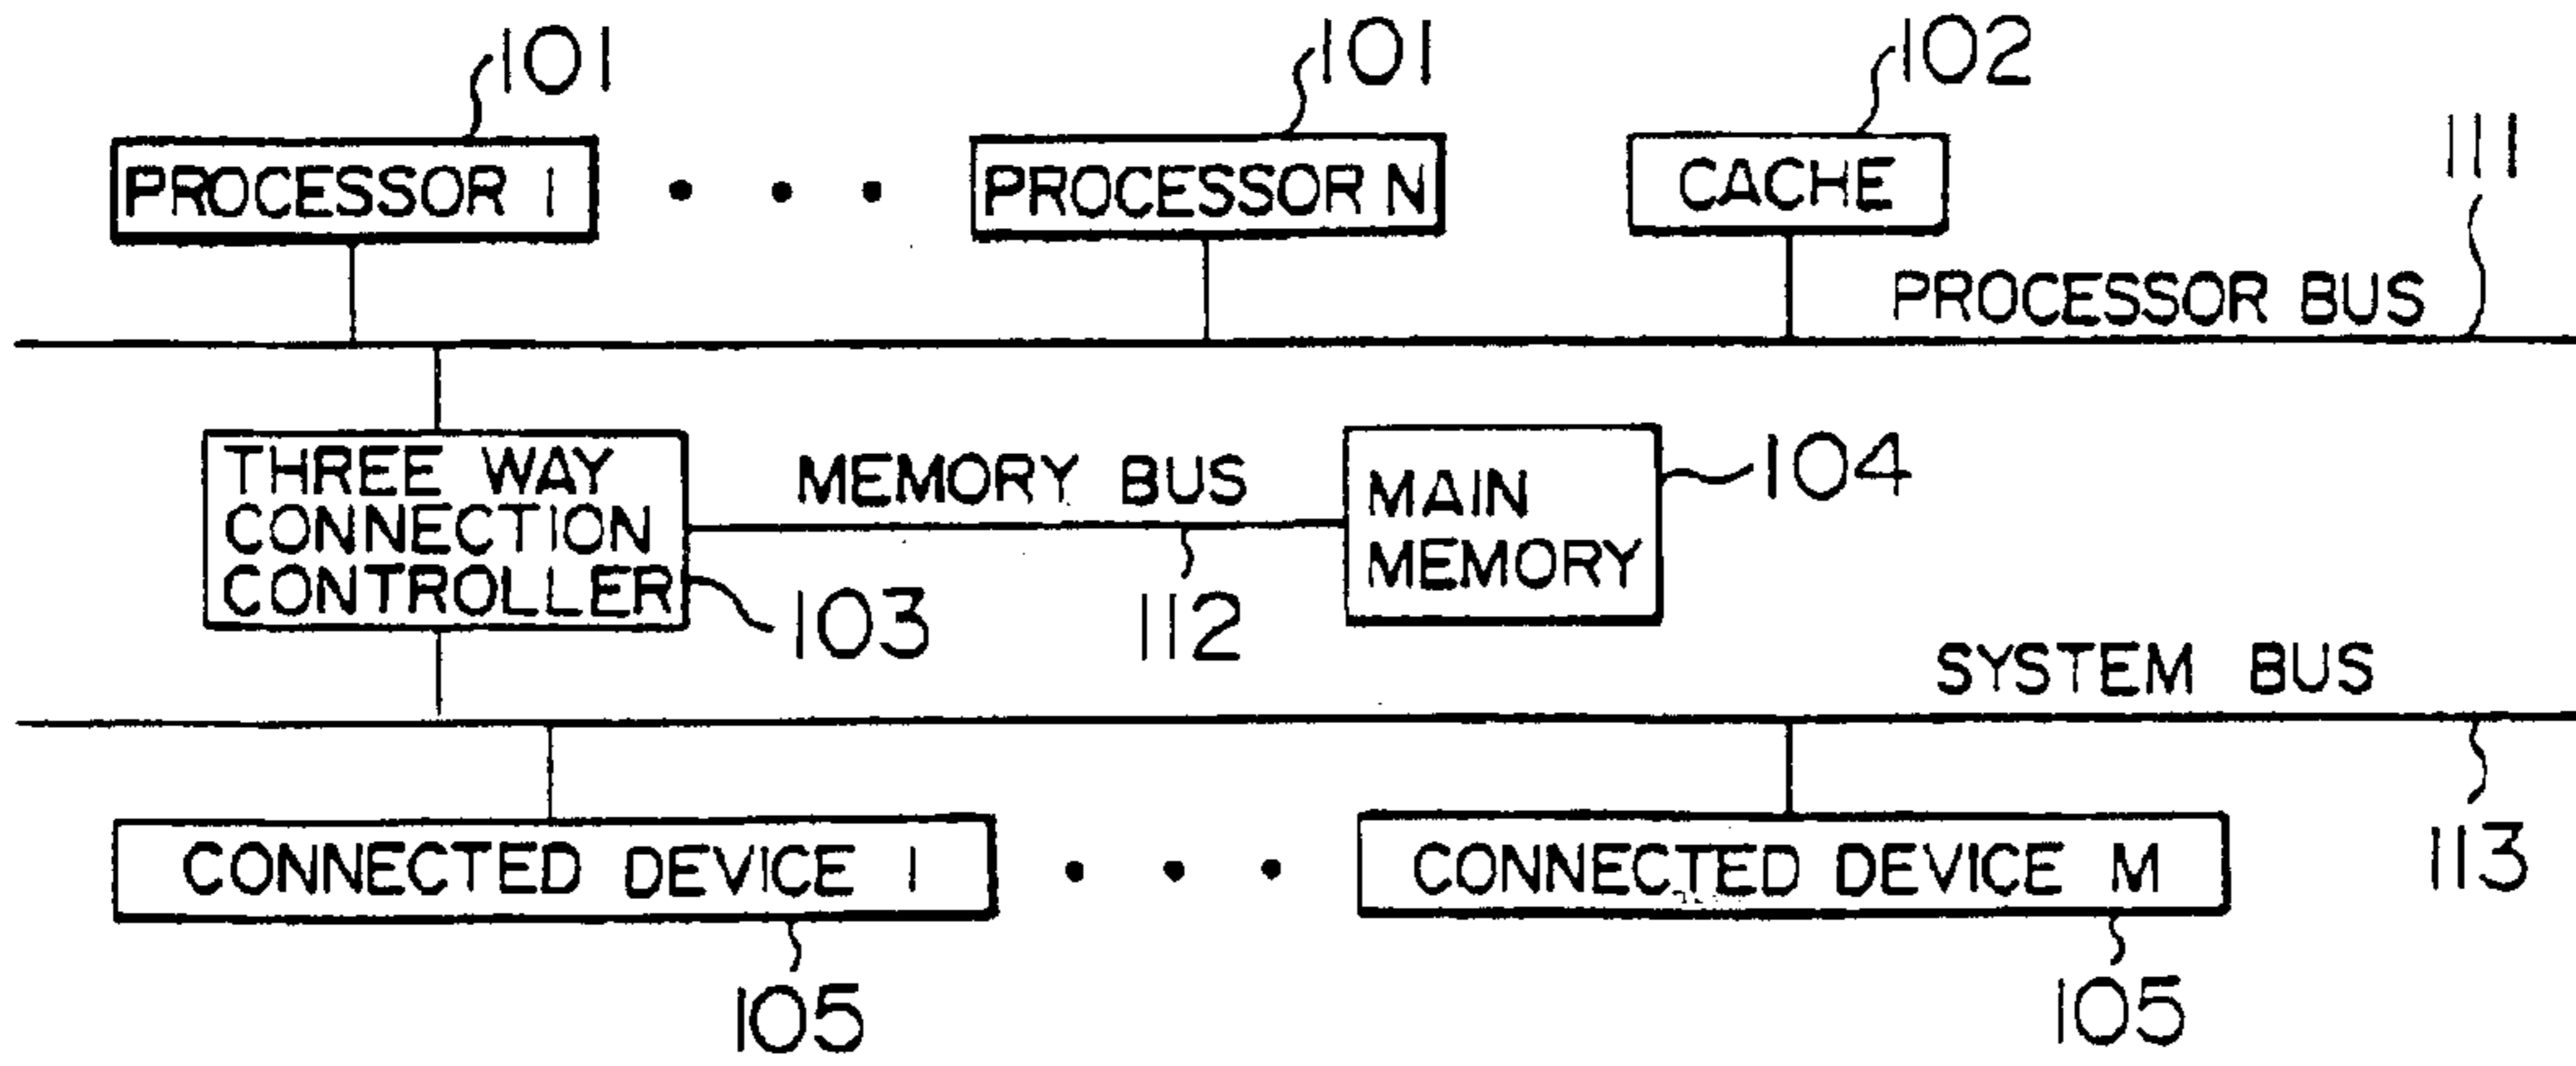 101
101
102
111
PROCESSOR 1
PROCESSOR N
CACHE
PROCESSOR BUS
THREE WAY
CONNECTION
CONTROLLER
103
MEMORY BUS
112
MAIN
MEMORY
104
SYSTEM BUS
113
CONNECTED DEVICE 1
CONNECTED DEVICE M
105
105